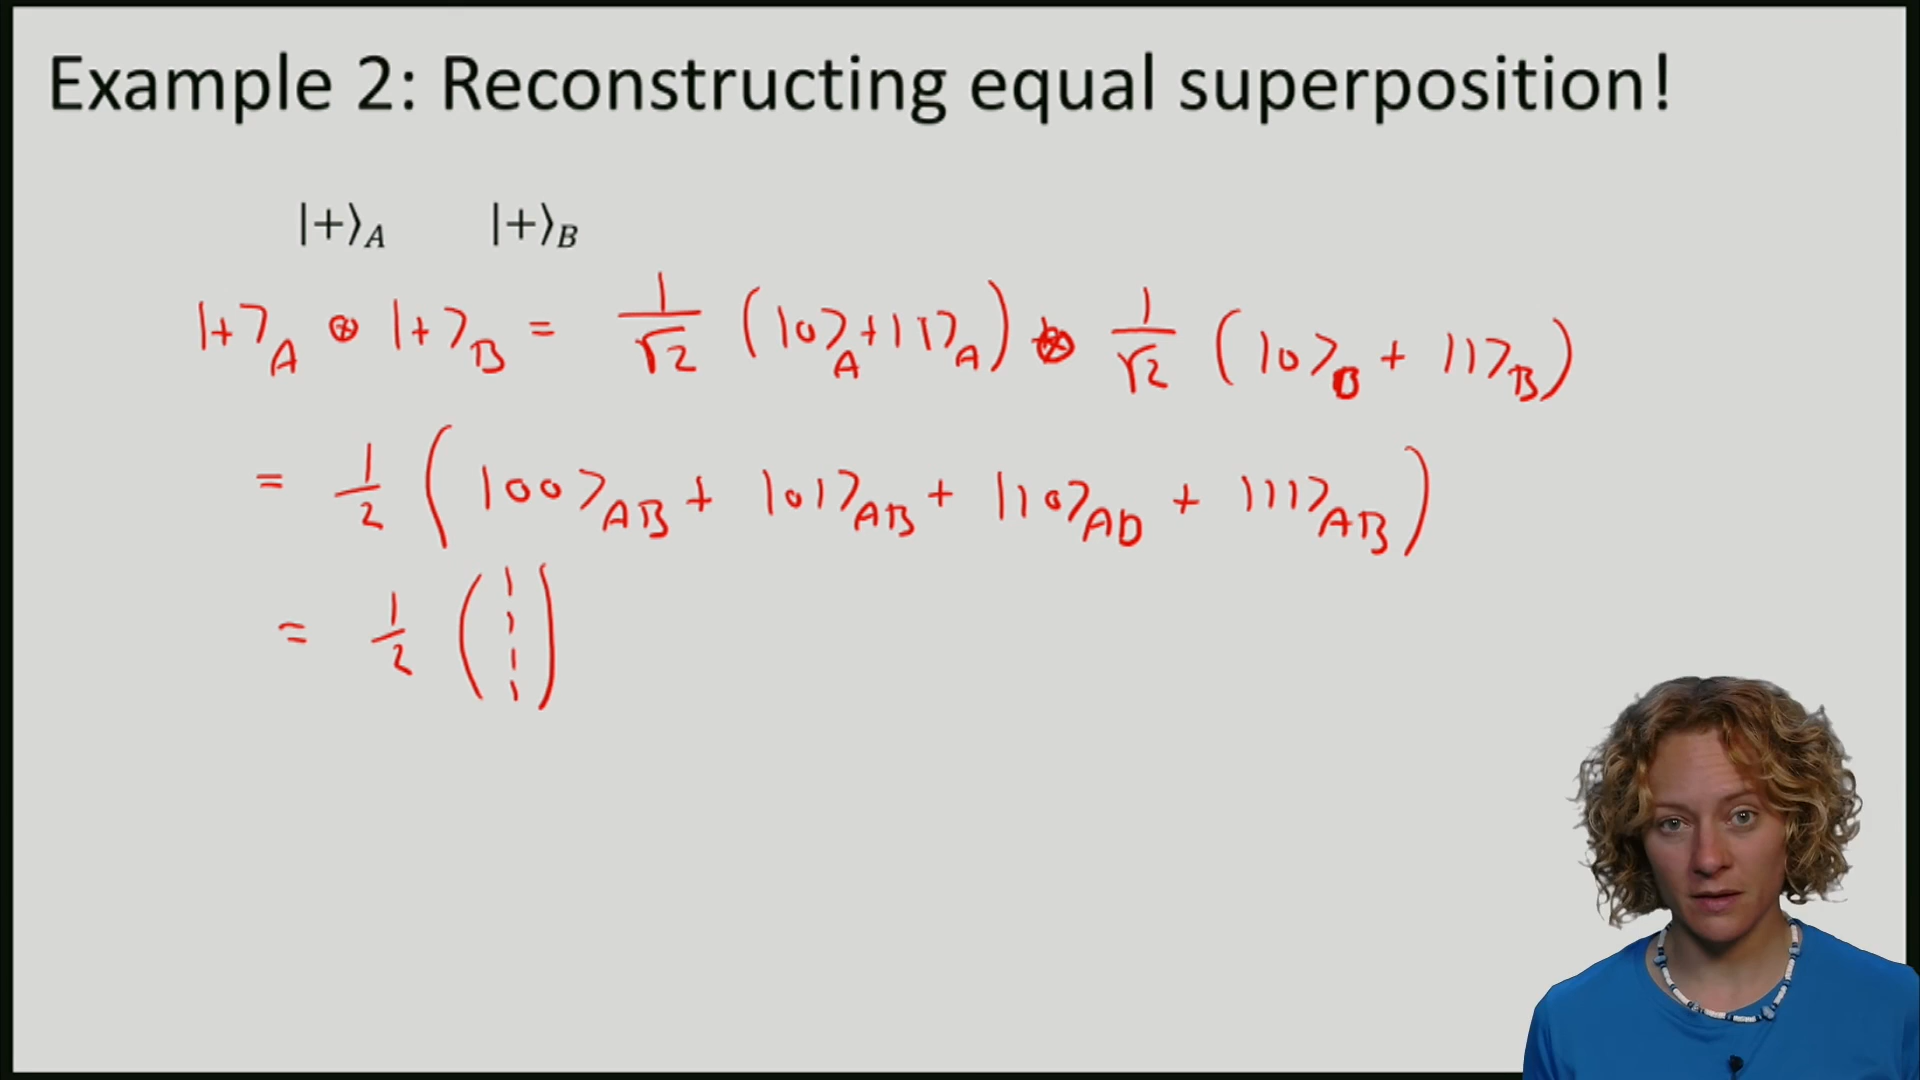 Example 2: Reconstructing equal superposition!
|+⟩_A |+⟩_B
|+⟩_A ⊗ |+⟩_B = 1/√2 (|0⟩_A + |1⟩_A) ⊗ 1/√2 (|0⟩_B + |1⟩_B)
= 1/2 (|00⟩_AB + |01⟩_AB + |10⟩_AB + |11⟩_AB)
= 1/2 (1 1 1 1)